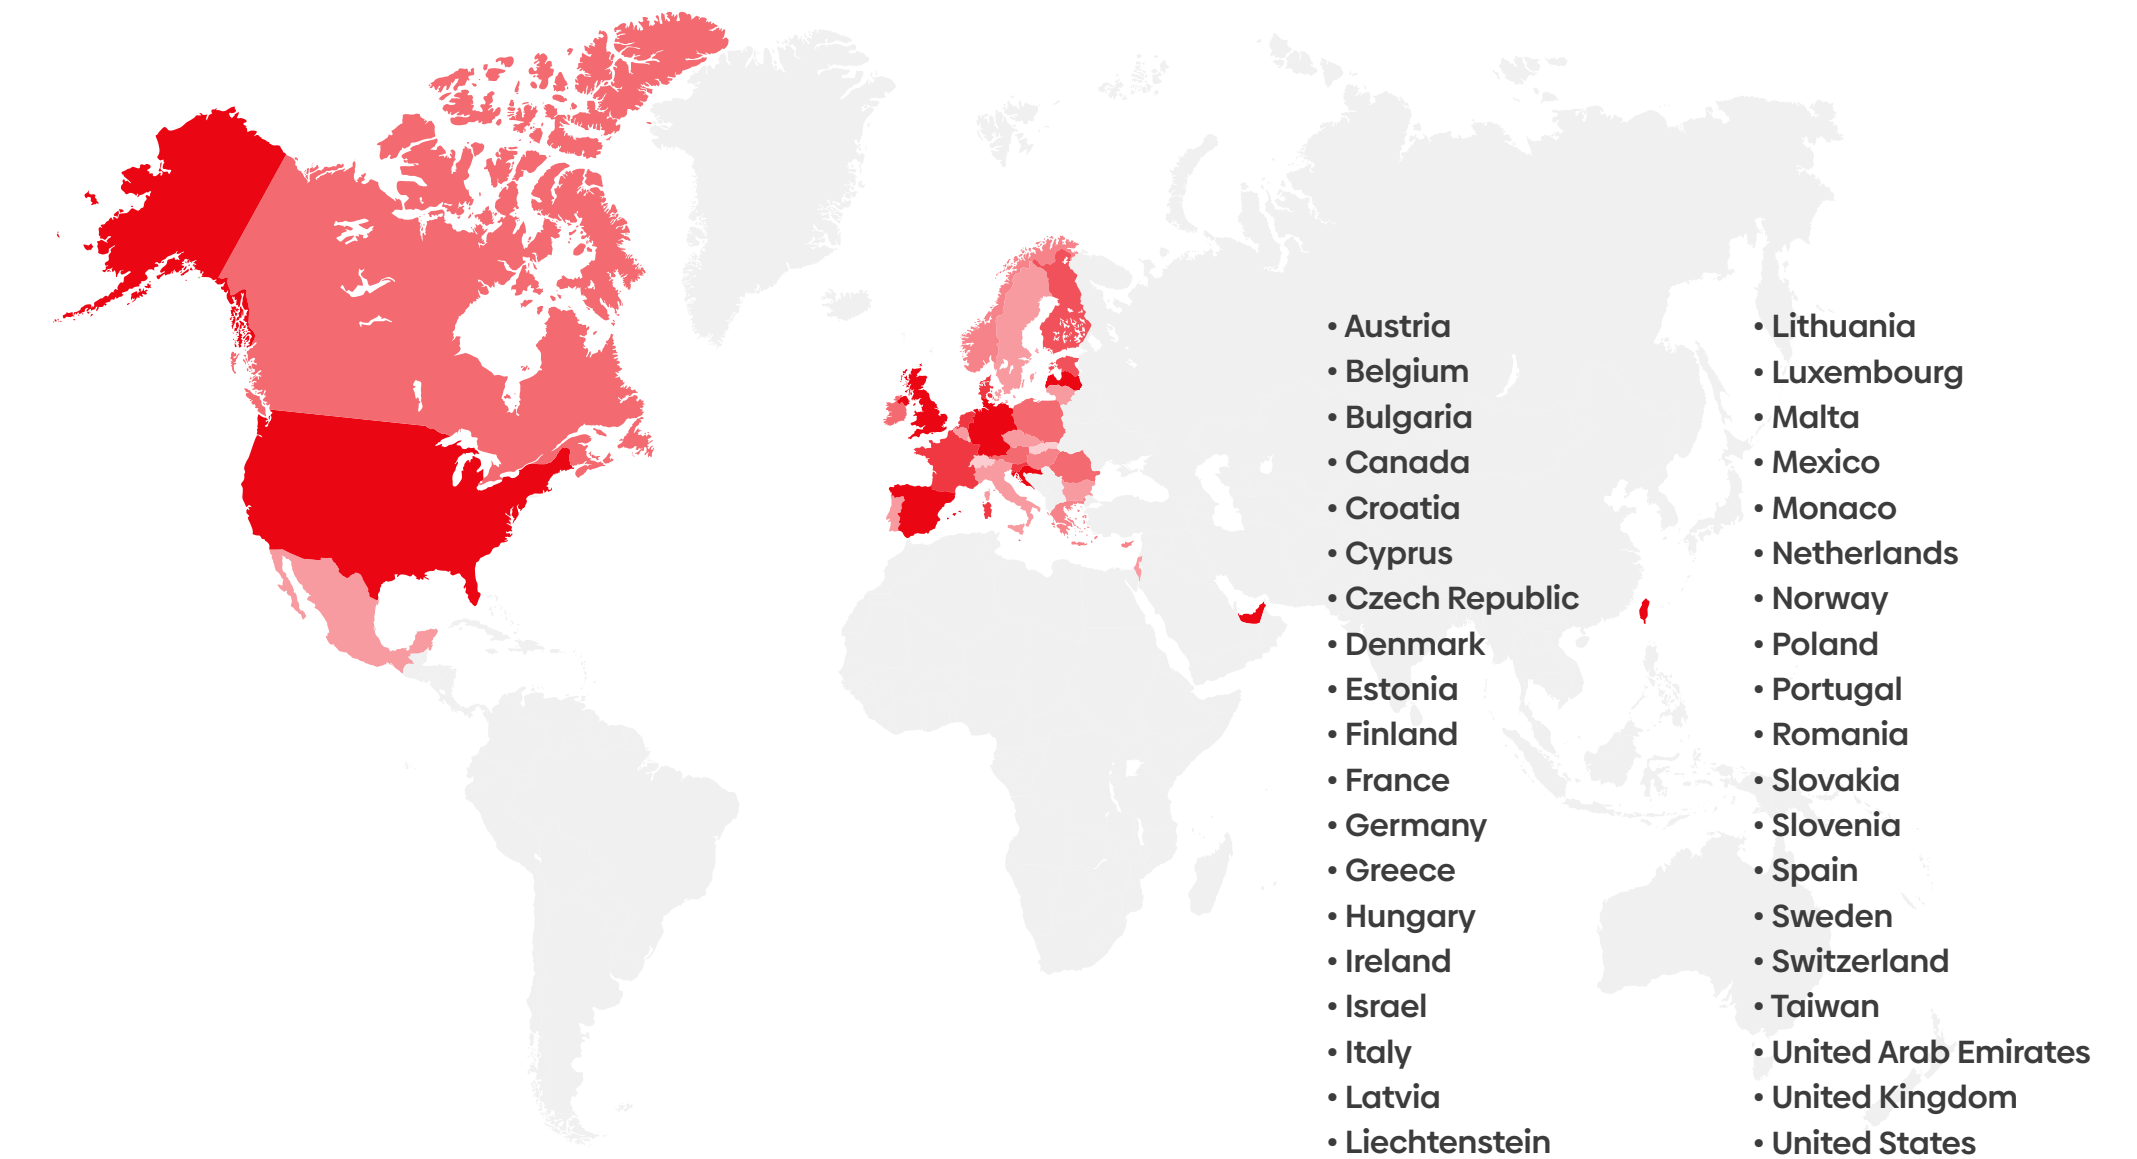 • Austria
• Belgium
• Bulgaria
• Canada
• Croatia
• Cyprus
• Czech Republic
• Denmark
• Estonia
• Finland
• France
• Germany
• Greece
• Hungary
• Ireland
• Israel
• Italy
• Latvia
• Liechtenstein
• Lithuania
• Luxembourg
• Malta
• Mexico
• Monaco
• Netherlands
• Norway
• Poland
• Portugal
• Romania
• Slovakia
• Slovenia
• Spain
• Sweden
• Switzerland
• Taiwan
• United Arab Emirates
• United Kingdom
• United States